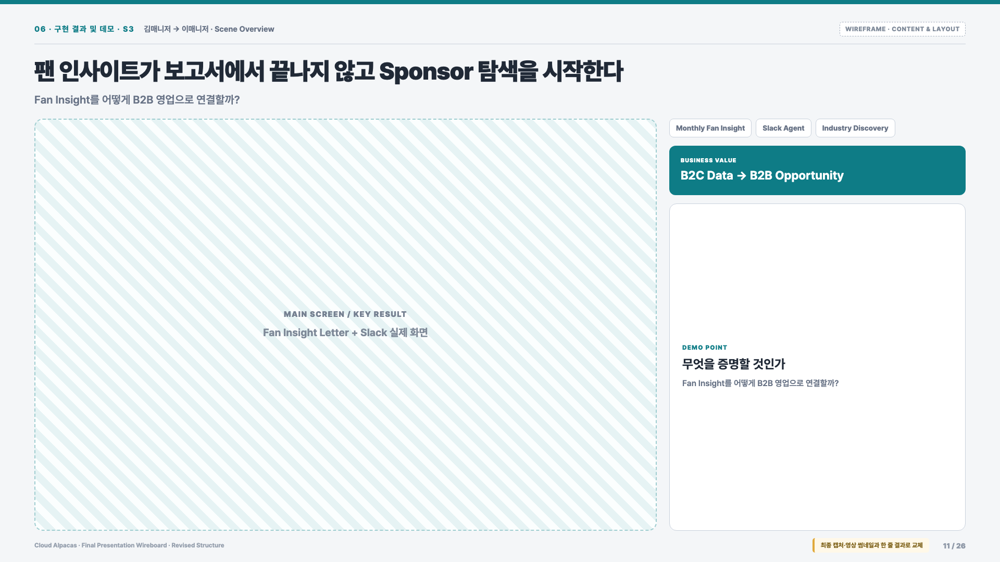 06 · 구현 결과 및 데모 · S3 김매니저 → 이매니저 · Scene Overview
WIREFRAME · CONTENT & LAYOUT
팬 인사이트가 보고서에서 끝나지 않고 Sponsor 탐색을 시작한다
Fan Insight를 어떻게 B2B 영업으로 연결할까?
MAIN SCREEN / KEY RESULT
Fan Insight Letter + Slack 실제 화면
Monthly Fan Insight
Slack Agent
Industry Discovery
BUSINESS VALUE
B2C Data → B2B Opportunity
DEMO POINT
무엇을 증명할 것인가
Fan Insight를 어떻게 B2B 영업으로 연결할까?
Cloud Alpacas · Final Presentation Wireboard · Revised Structure
최종 캡처·영상 썸네일과 한 줄 결과로 교체
11 / 26